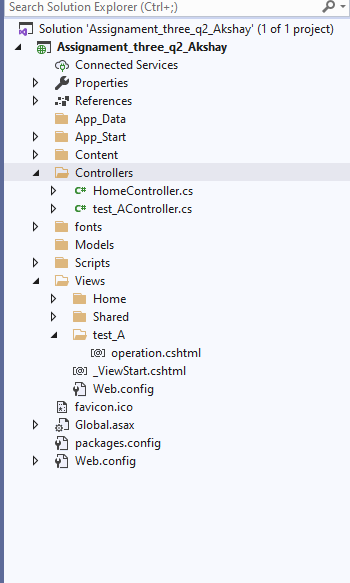 Search Solution Explorer (Ctrl+;)
Solution 'Assignament_three_q2_Akshay' (1 of 1 project)
Assignament_three_q2_Akshay
Connected Services
Properties
References
App_Data
App_Start
Content
Controllers
C# HomeController.cs
C# test_AController.cs
fonts
Models
Scripts
Views
Home
Shared
test_A
[@] operation.cshtml
[@] _ViewStart.cshtml
Web.config
favicon.ico
Global.asax
packages.config
Web.config